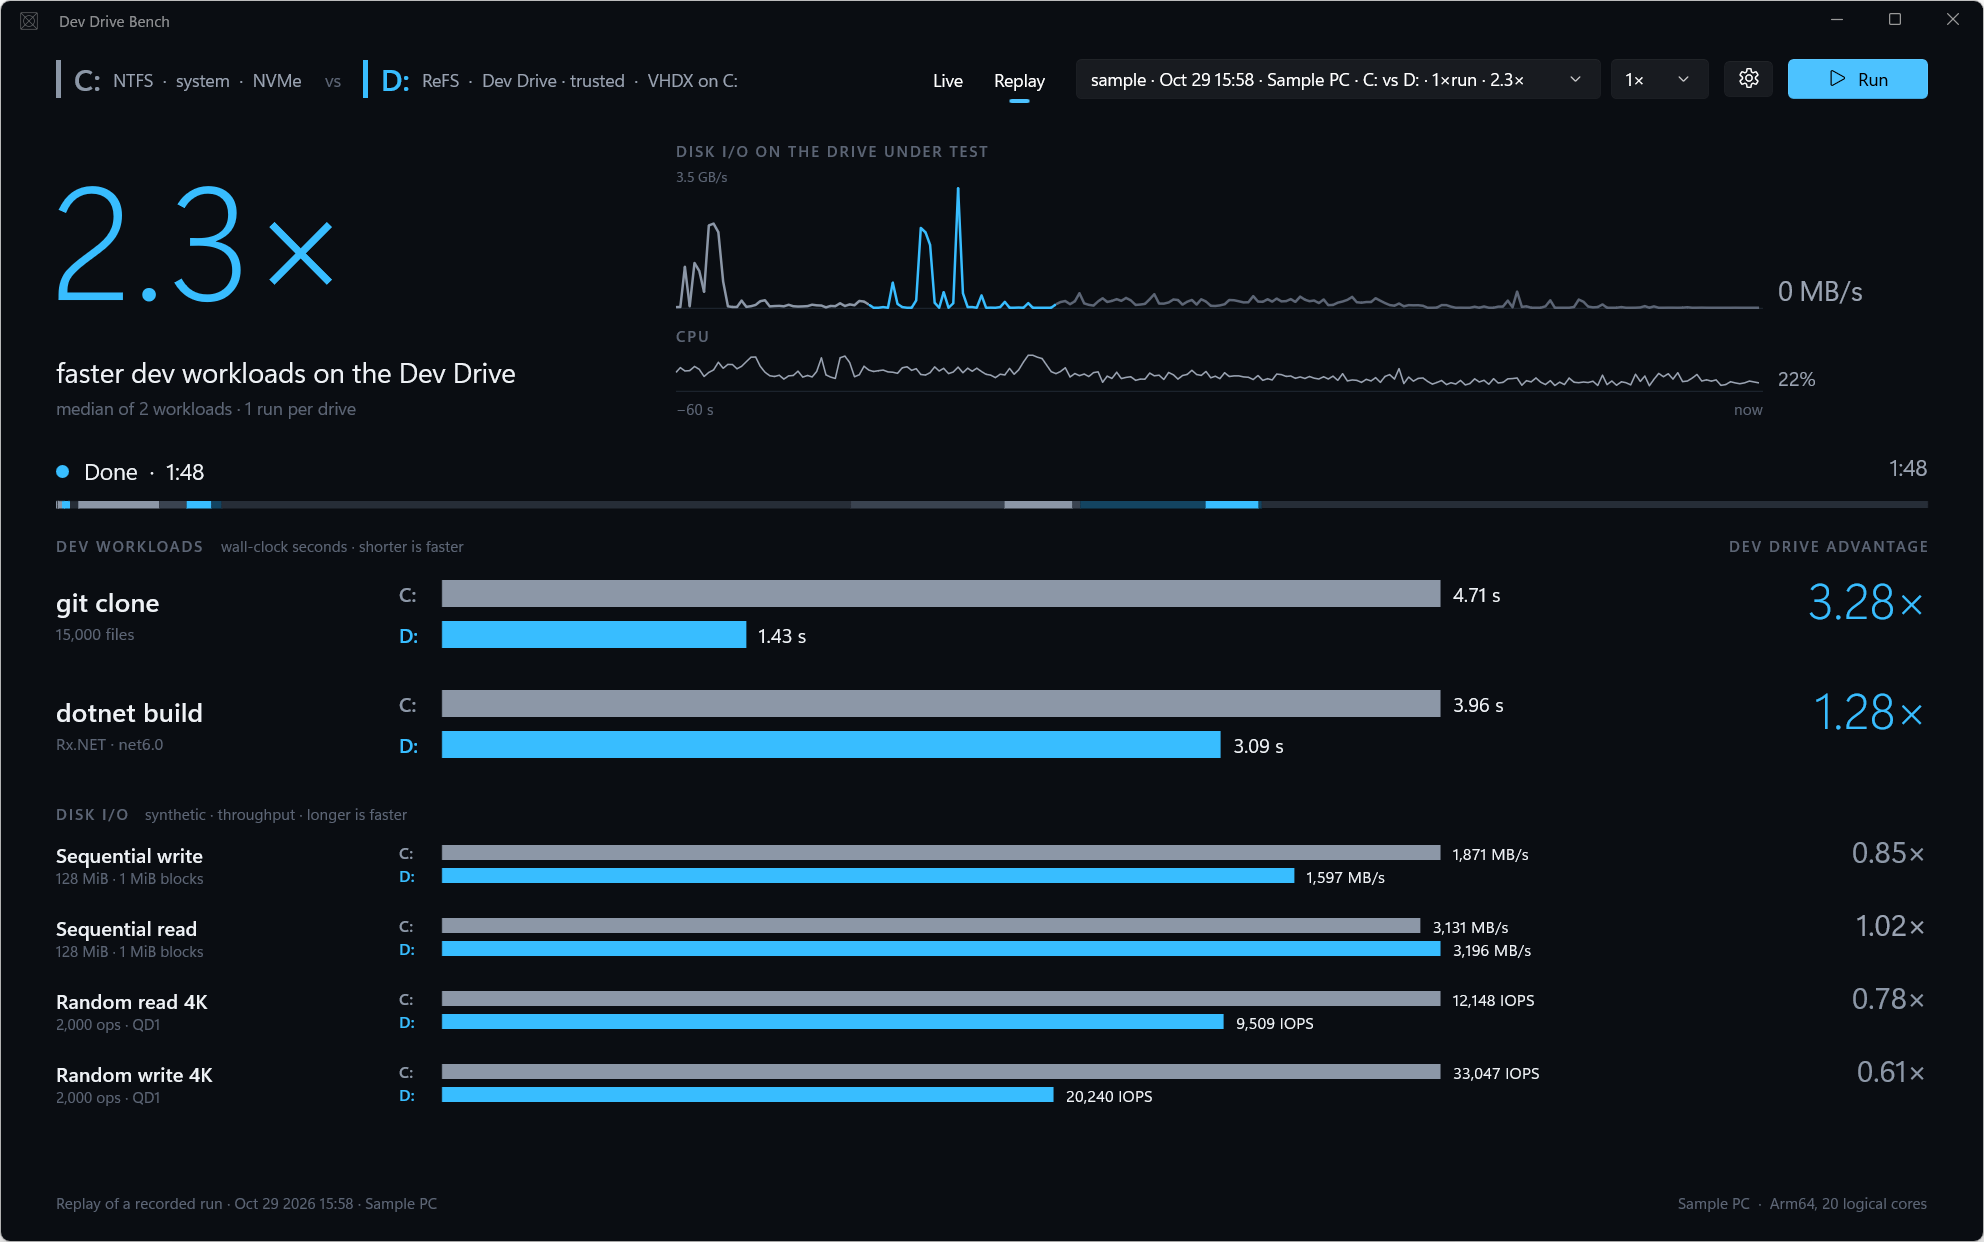 Dev Drive Bench
C: NTFS · system · NVMe vs D: ReFS · Dev Drive · trusted · VHDX on C:
Live Replay sample · Oct 29 15:58 · Sample PC · C: vs D: · 1×run · 2.3× 1× Run
2.3×
faster dev workloads on the Dev Drive
median of 2 workloads · 1 run per drive
DISK I/O ON THE DRIVE UNDER TEST
3.5 GB/s
0 MB/s
CPU
22%
−60 s now
Done · 1:48 1:48
DEV WORKLOADS wall-clock seconds · shorter is faster DEV DRIVE ADVANTAGE
git clone
15,000 files
C: 4.71 s
D: 1.43 s
3.28×
dotnet build
Rx.NET · net6.0
C: 3.96 s
D: 3.09 s
1.28×
DISK I/O synthetic · throughput · longer is faster
Sequential write
128 MiB · 1 MiB blocks
C: 1,871 MB/s
D: 1,597 MB/s
0.85×
Sequential read
128 MiB · 1 MiB blocks
C: 3,131 MB/s
D: 3,196 MB/s
1.02×
Random read 4K
2,000 ops · QD1
C: 12,148 IOPS
D: 9,509 IOPS
0.78×
Random write 4K
2,000 ops · QD1
C: 33,047 IOPS
D: 20,240 IOPS
0.61×
Replay of a recorded run · Oct 29 2026 15:58 · Sample PC
Sample PC · Arm64, 20 logical cores